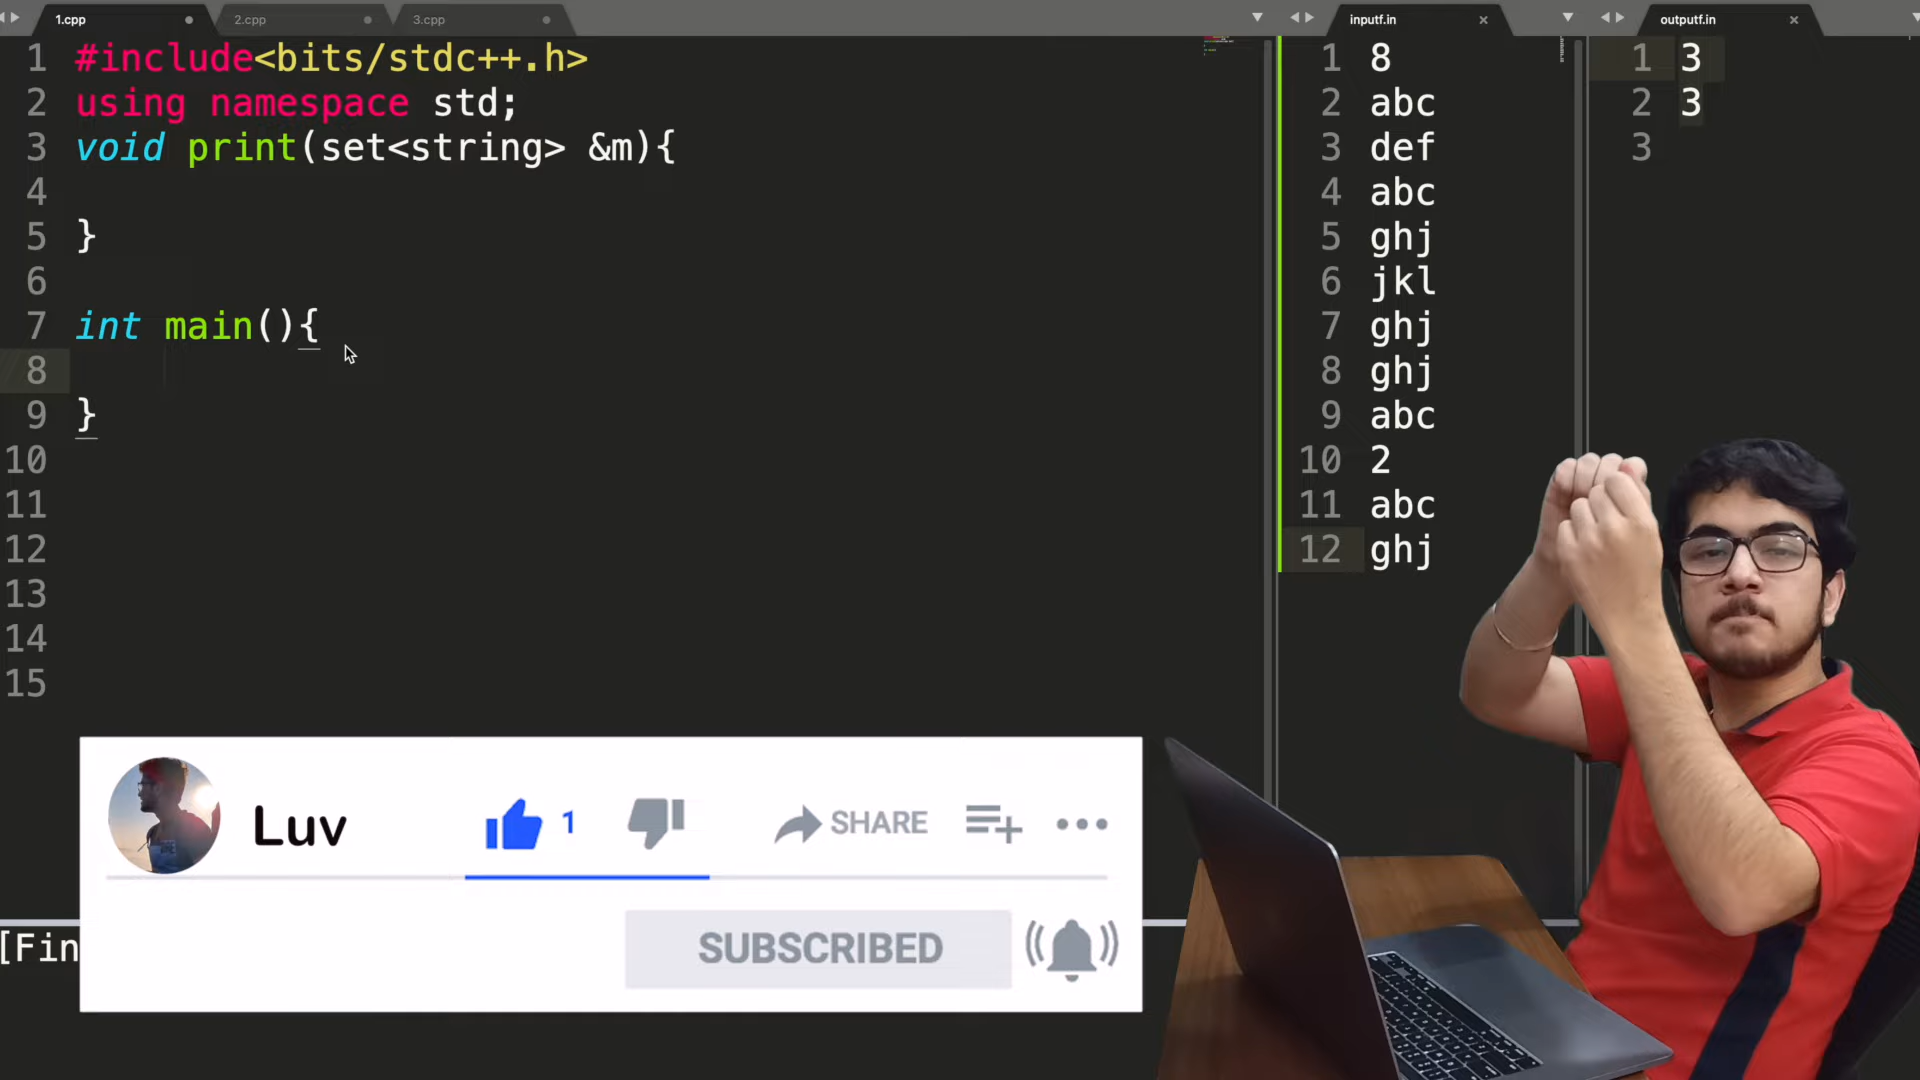 1.cpp
2.cpp
3.cpp
inputf.in
outputf.in
1 #include<bits/stdc++.h>
2 using namespace std;
3 void print(set<string> &m){
4
5 }
6
7 int main(){
8
9 }
10
11
12
13
14
15
1 8
2 abc
3 def
4 abc
5 ghj
6 jkl
7 ghj
8 ghj
9 abc
10 2
11 abc
12 ghj
1 3
2 3
3
Luv
1
SHARE
SUBSCRIBED
[Fin